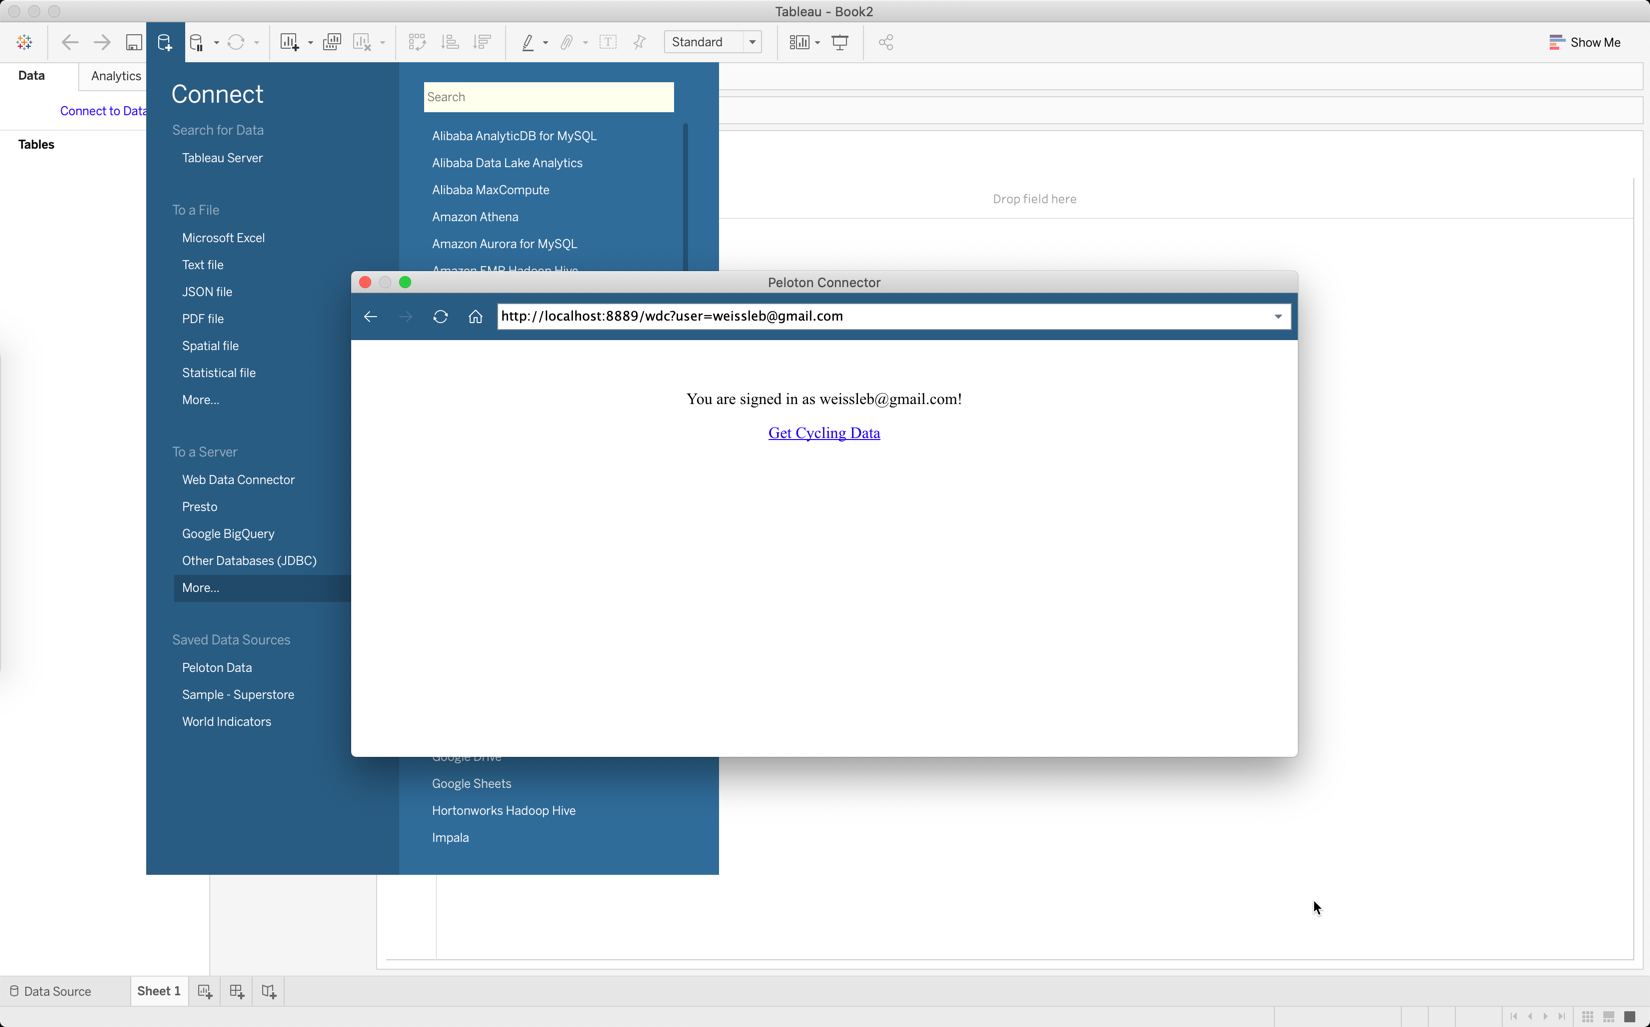 Tableau - Book2
Standard
Show Me
Data
Analytics
Connect to Data
Tables
Connect
Search for Data
Tableau Server
To a File
Microsoft Excel
Text file
JSON file
PDF file
Spatial file
Statistical file
More...
To a Server
Web Data Connector
Presto
Google BigQuery
Other Databases (JDBC)
More...
Saved Data Sources
Peloton Data
Sample - Superstore
World Indicators
Search
Alibaba AnalyticDB for MySQL
Alibaba Data Lake Analytics
Alibaba MaxCompute
Amazon Athena
Amazon Aurora for MySQL
Amazon EMR Hadoop Hive
Google Drive
Google Sheets
Hortonworks Hadoop Hive
Impala
Drop field here
Peloton Connector
http://localhost:8889/wdc?user=weissleb@gmail.com
You are signed in as weissleb@gmail.com!
Get Cycling Data
Data Source
Sheet 1